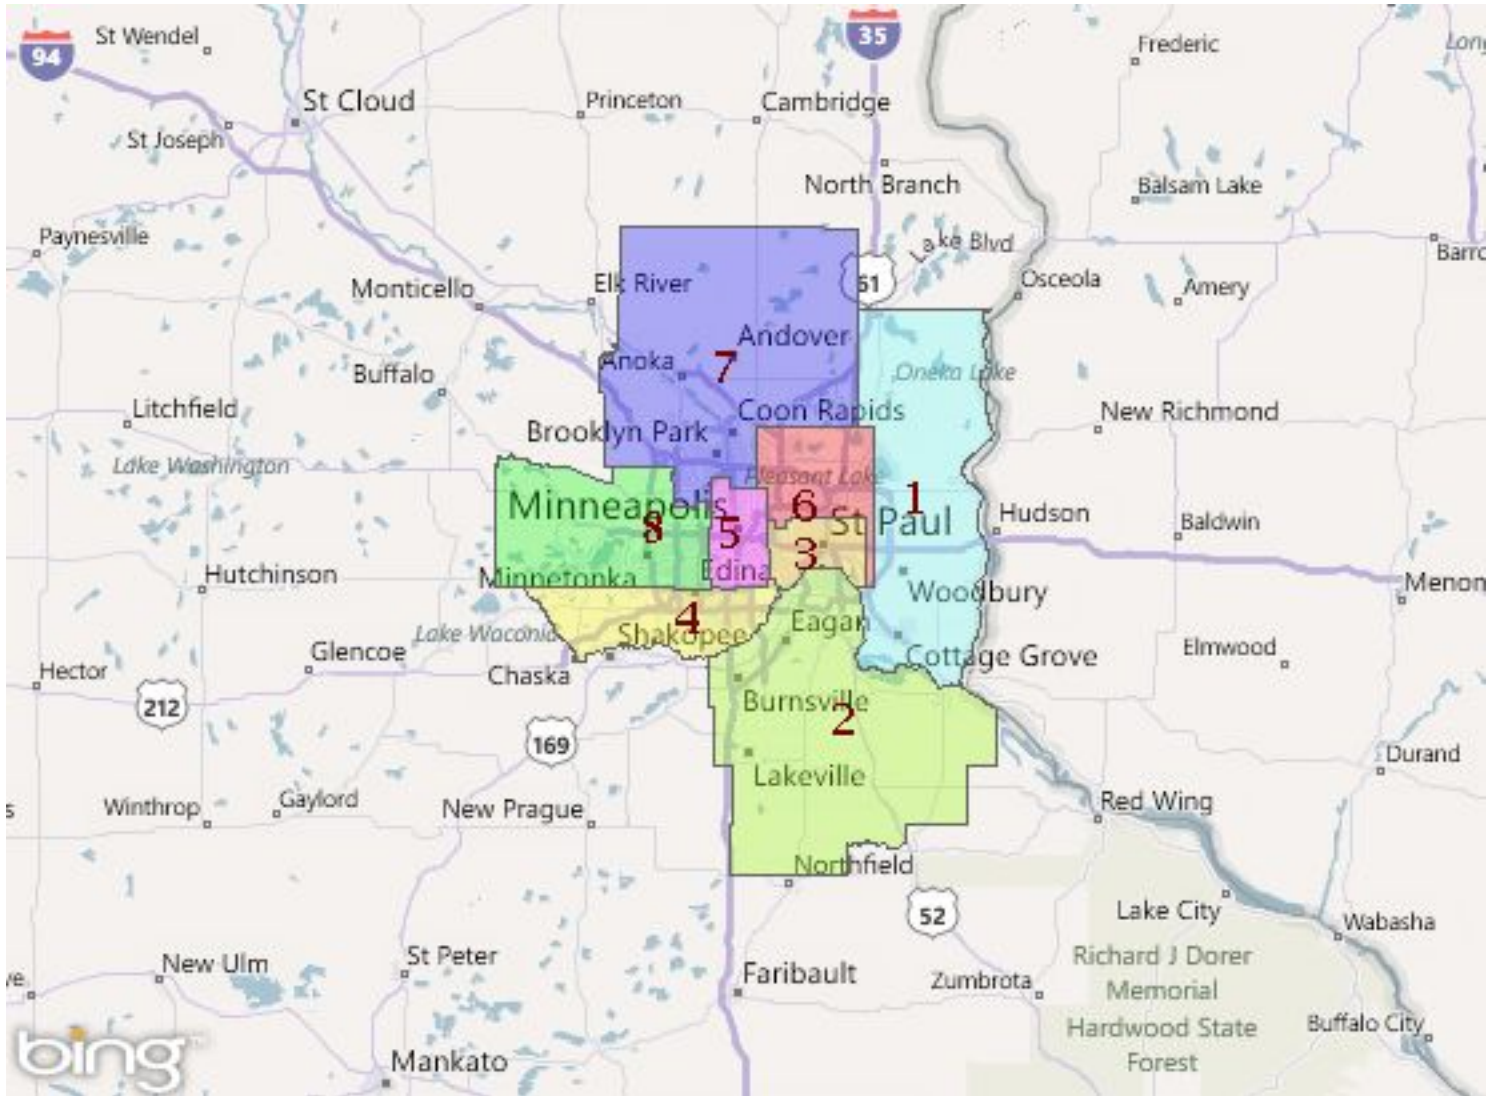 94
St Wendel
35
Frederic
St Cloud
Princeton
Cambridge
St Joseph
North Branch
Balsam Lake
Paynesville
Lake Blvd
Monticello
Elk River
61
Osceola
Amery
Andover
Anoka
7
Buffalo
Oneka Lake
Litchfield
Coon Rapids
New Richmond
Brooklyn Park
Lake Washington
Pleasant Lake
Minneapolis
6
1
8
5
St Paul
Hudson
Baldwin
3
Hutchinson
Minnetonka
Edina
Woodbury
4
Lake Waconia
Shakopee
Eagan
Glencoe
Chaska
Cottage Grove
Elmwood
Hector
212
169
Burnsville
2
Lakeville
Durand
Winthrop
Gaylord
New Prague
Red Wing
Northfield
52
Lake City
Wabasha
New Ulm
St Peter
Faribault
Zumbrota
Richard J Dorer
Memorial
Hardwood State
Forest
Buffalo City
bing
Mankato